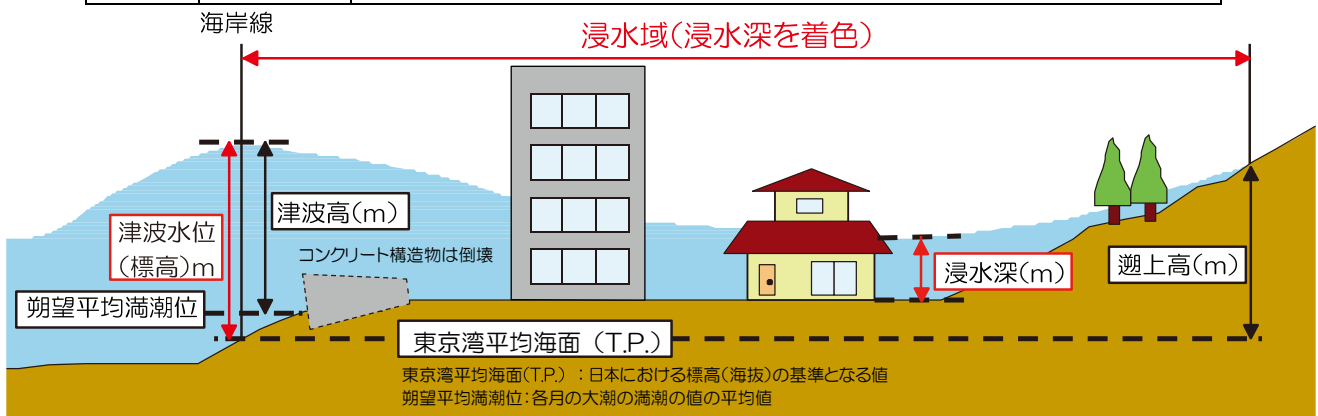 海岸線
浸水域(浸水深を着色)
津波高(m)
津波水位
(標高)m
コンクリート構造物は倒壊
浸水深(m)
遡上高(m)
朔望平均満潮位
東京湾平均海面 (T.P.)
東京湾平均海面(T.P.) :日本における標高(海抜)の基準となる値
朔望平均満潮位:各月の大潮の満潮の値の平均値